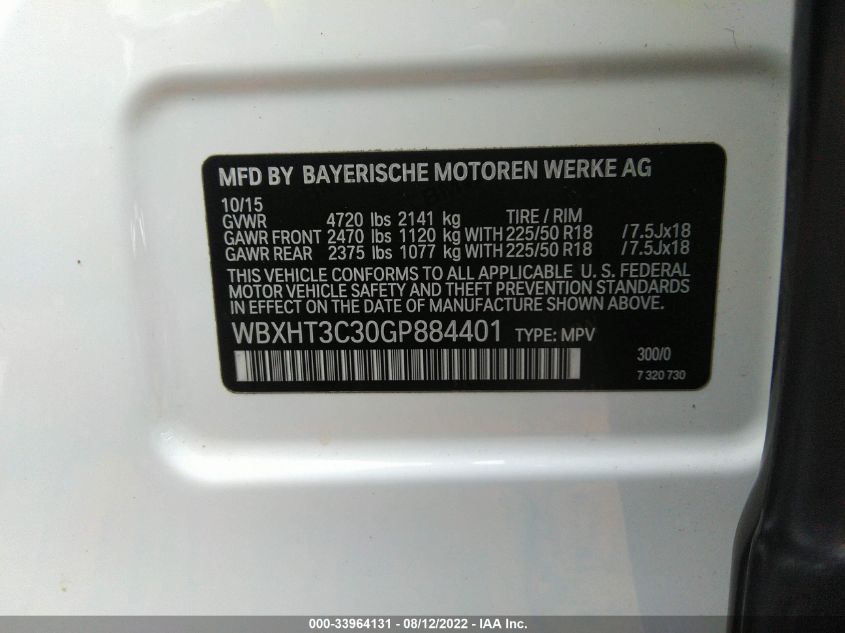 MFD BY BAYERISCHE MOTOREN WERKE AG
10/15
GVWR 4720 lbs 2141 kg TIRE / RIM
GAWR FRONT 2470 lbs 1120 kg WITH 225/50 R18 /7.5Jx18
GAWR REAR 2375 lbs 1077 kg WITH 225/50 R18 /7.5Jx18
THIS VEHICLE CONFORMS TO ALL APPLICABLE U. S. FEDERAL
MOTOR VEHICLE SAFETY AND THEFT PREVENTION STANDARDS
IN EFFECT ON THE DATE OF MANUFACTURE SHOWN ABOVE.
WBXHT3C30GP884401 TYPE: MPV
300/0
7 320 730
000-33964131 - 08/12/2022 - IAA Inc.